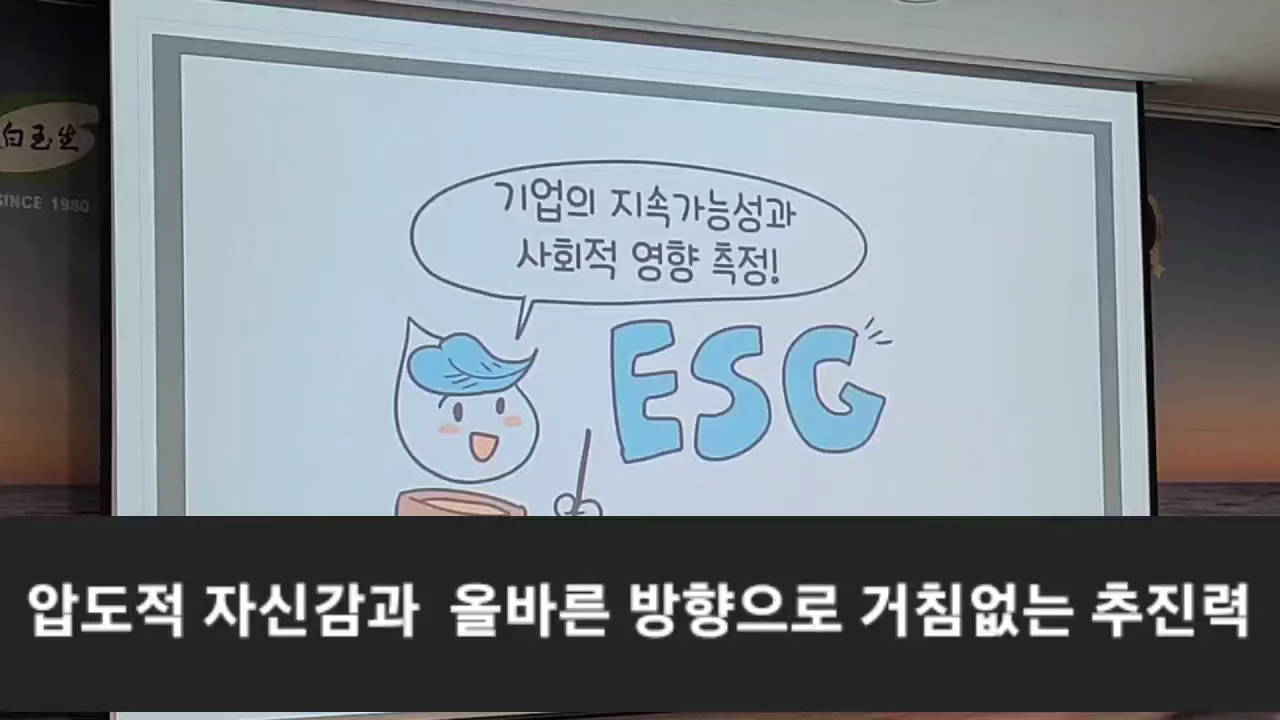 白玉生
SINCE 1980
기업의 지속가능성과
사회적 영향 측정!
ESG
압도적 자신감과 올바른 방향으로 거침없는 추진력